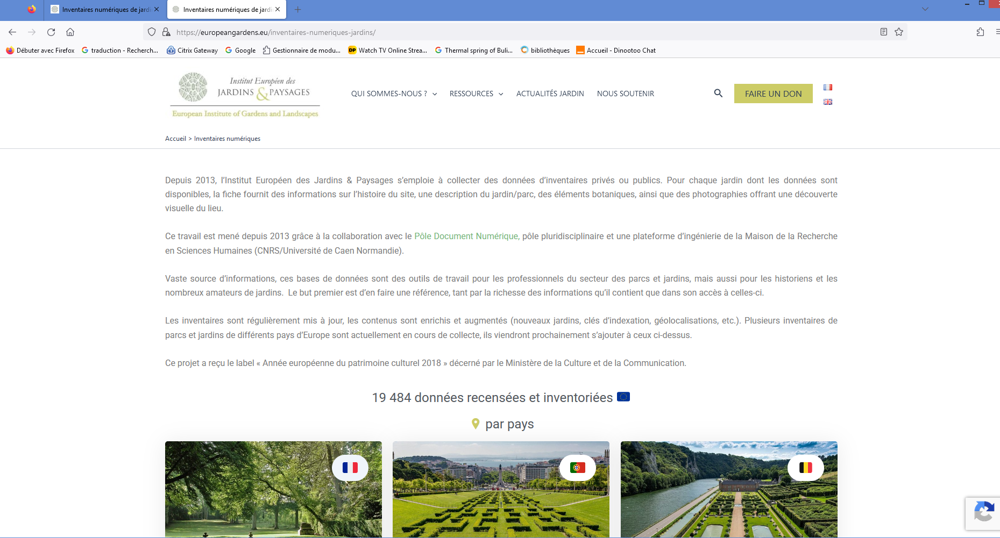 Inventaires numériques de jardi
Inventaires numériques de jardi
https://europeangardens.eu/inventaires-numeriques-jardins/
Débuter avec Firefox
traduction - Recherch...
Citrix Gateway
Google
Gestionnaire de modu...
DP
Watch TV Online Strea...
Thermal spring of Buli...
bibliothèques
Accueil - Dinootoo Chat
Institut Européen des
JARDINS & PAYSAGES
European Institute of Gardens and Landscapes
QUI SOMMES-NOUS ?
RESSOURCES
ACTUALITÉS JARDIN
NOUS SOUTENIR
FAIRE UN DON
Accueil > Inventaires numériques
Depuis 2013, l’Institut Européen des Jardins & Paysages s’emploie à collecter des données d’inventaires privés ou publics. Pour chaque jardin dont les données sont
disponibles, la fiche fournit des informations sur l’histoire du site, une description du jardin/parc, des éléments botaniques, ainsi que des photographies offrant une découverte
visuelle du lieu.
Ce travail est mené depuis 2013 grâce à la collaboration avec le Pôle Document Numérique, pôle pluridisciplinaire et une plateforme d’ingénierie de la Maison de la Recherche
en Sciences Humaines (CNRS/Université de Caen Normandie).
Vaste source d’informations, ces bases de données sont des outils de travail pour les professionnels du secteur des parcs et jardins, mais aussi pour les historiens et les
nombreux amateurs de jardins. Le but premier est d’en faire une référence, tant par la richesse des informations qu’il contient que dans son accès à celles-ci.
Les inventaires sont régulièrement mis à jour, les contenus sont enrichis et augmentés (nouveaux jardins, clés d’indexation, géolocalisations, etc.). Plusieurs inventaires de
parcs et jardins de différents pays d’Europe sont actuellement en cours de collecte, ils viendront prochainement s’ajouter à ceux ci-dessus.
Ce projet a reçu le label « Année européenne du patrimoine culturel 2018 » décerné par le Ministère de la Culture et de la Communication.
19 484 données recensées et inventoriées
par pays